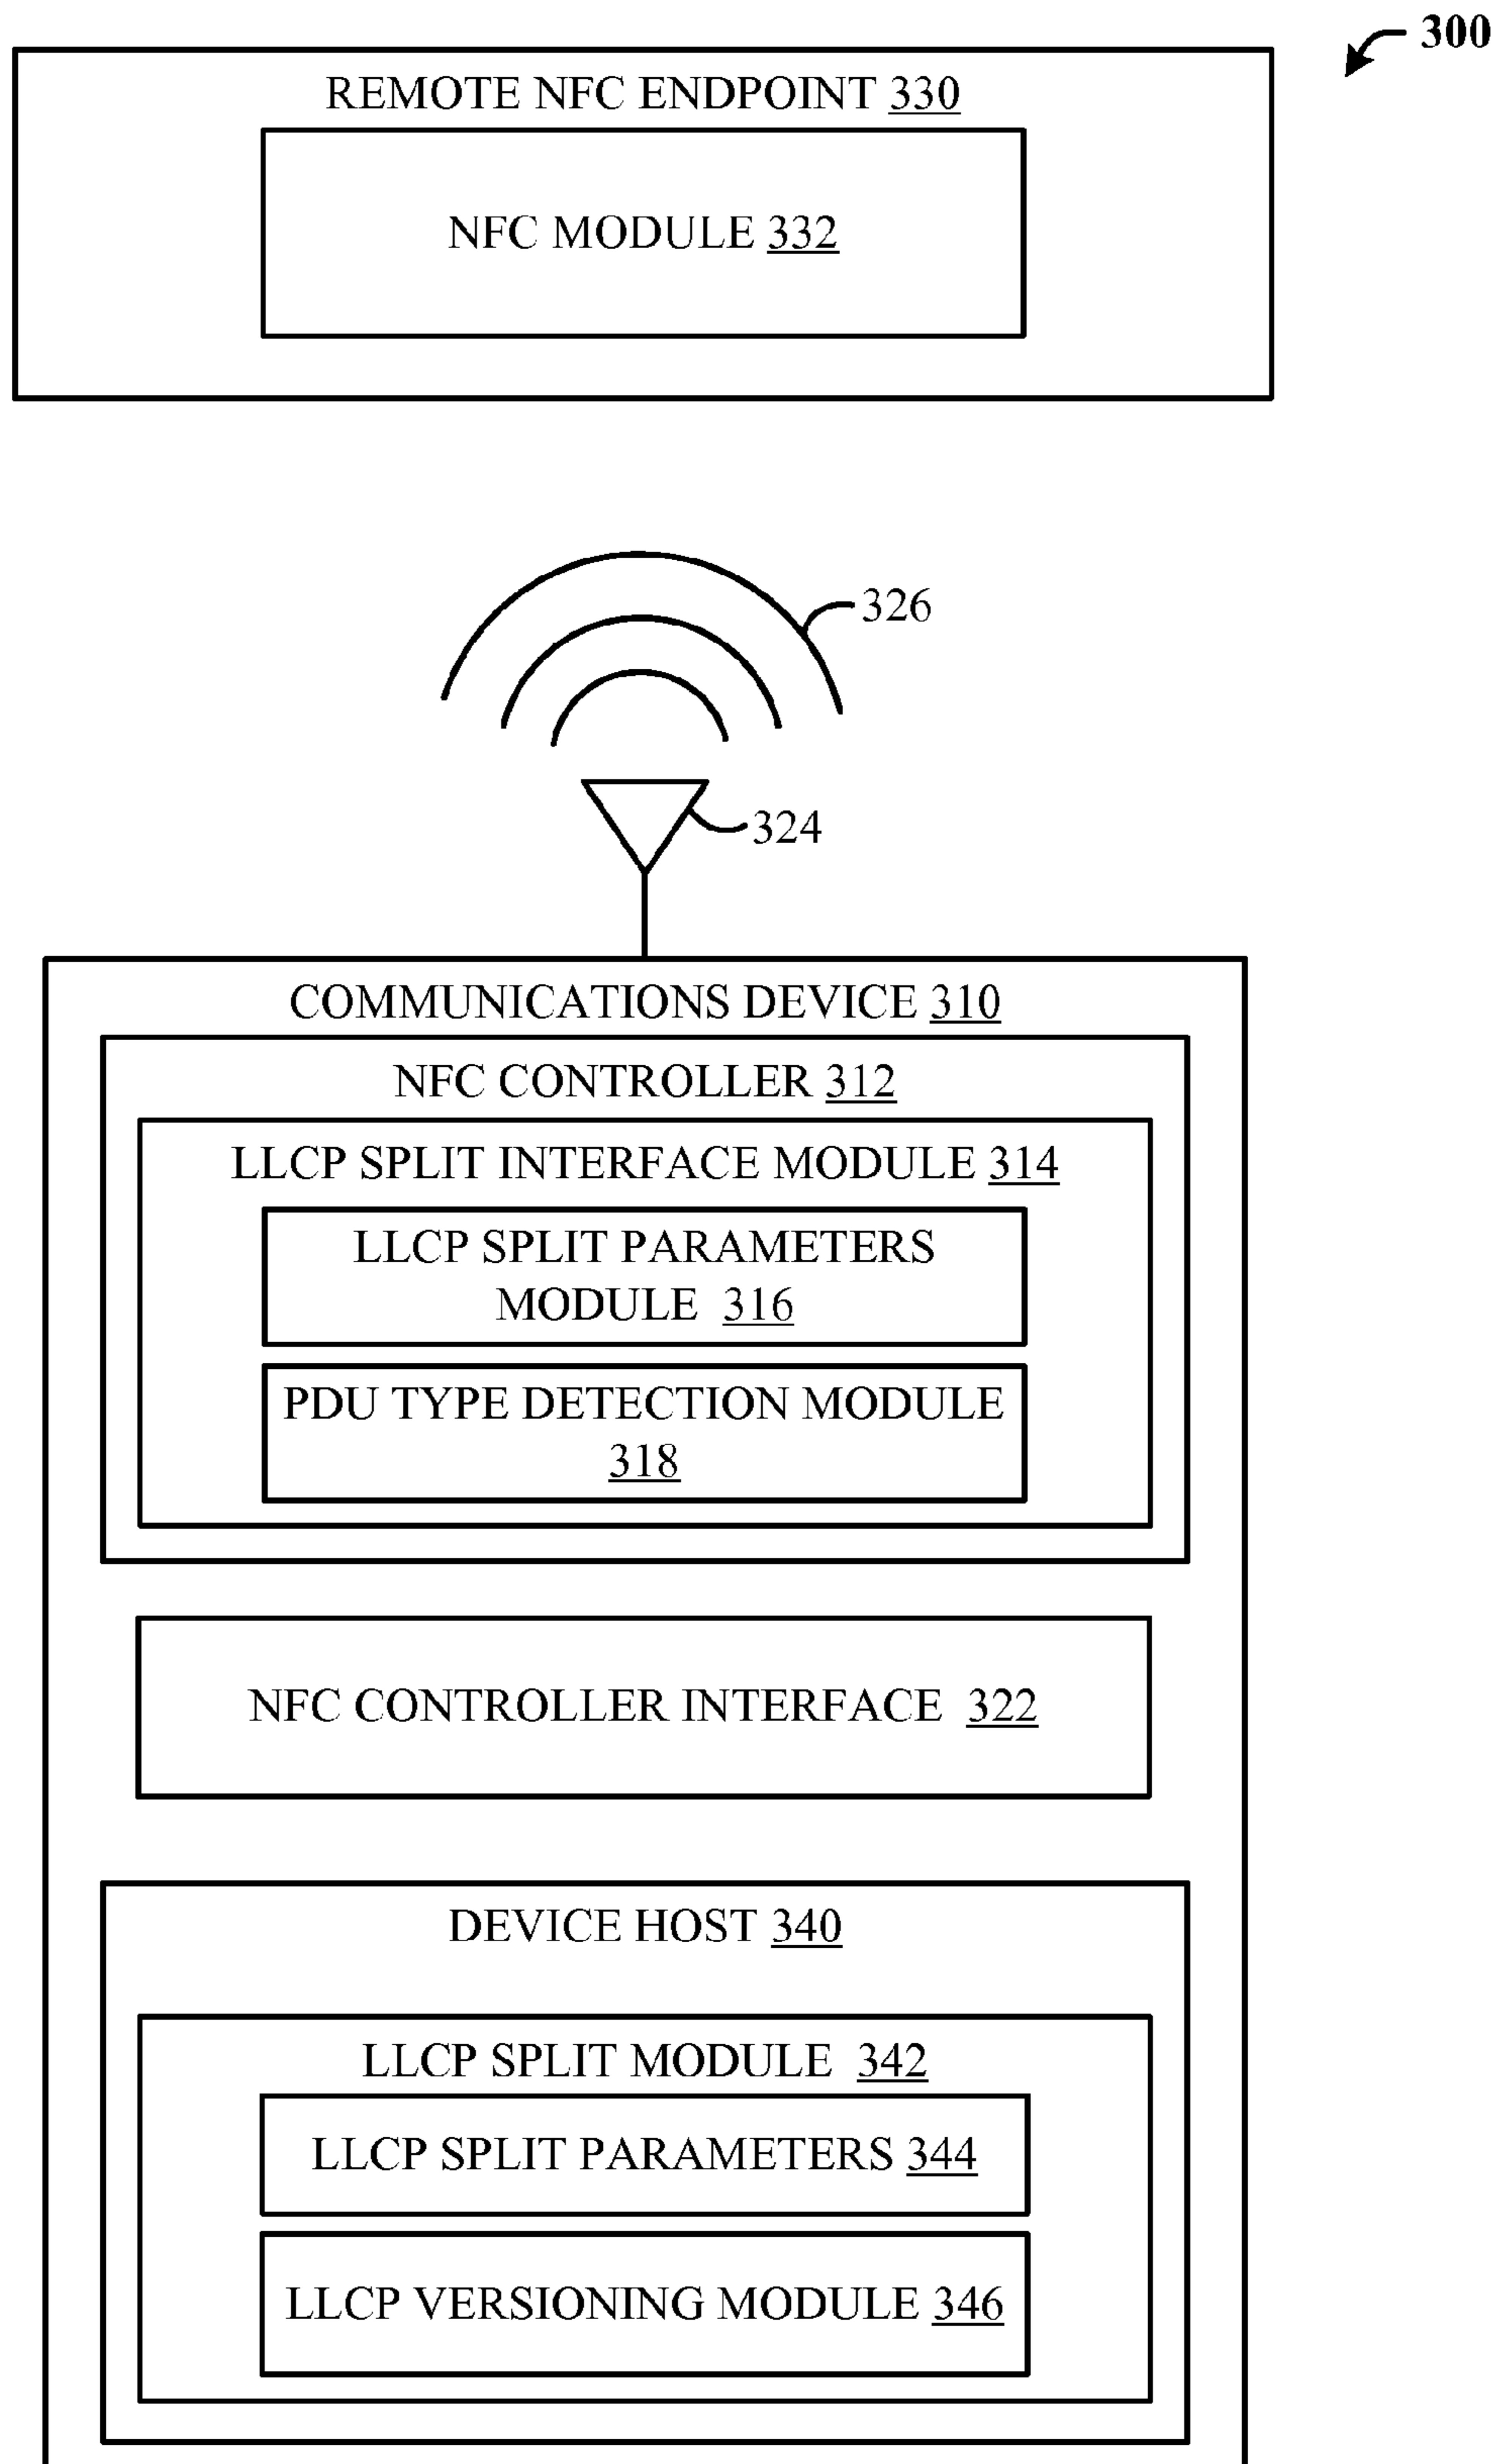 300
REMOTE NFC ENDPOINT 330
NFC MODULE 332
326
324
COMMUNICATIONS DEVICE 310
NFC CONTROLLER 312
LLCP SPLIT INTERFACE MODULE 314
LLCP SPLIT PARAMETERS
MODULE 316
PDU TYPE DETECTION MODULE
318
NFC CONTROLLER INTERFACE 322
DEVICE HOST 340
LLCP SPLIT MODULE 342
LLCP SPLIT PARAMETERS 344
LLCP VERSIONING MODULE 346